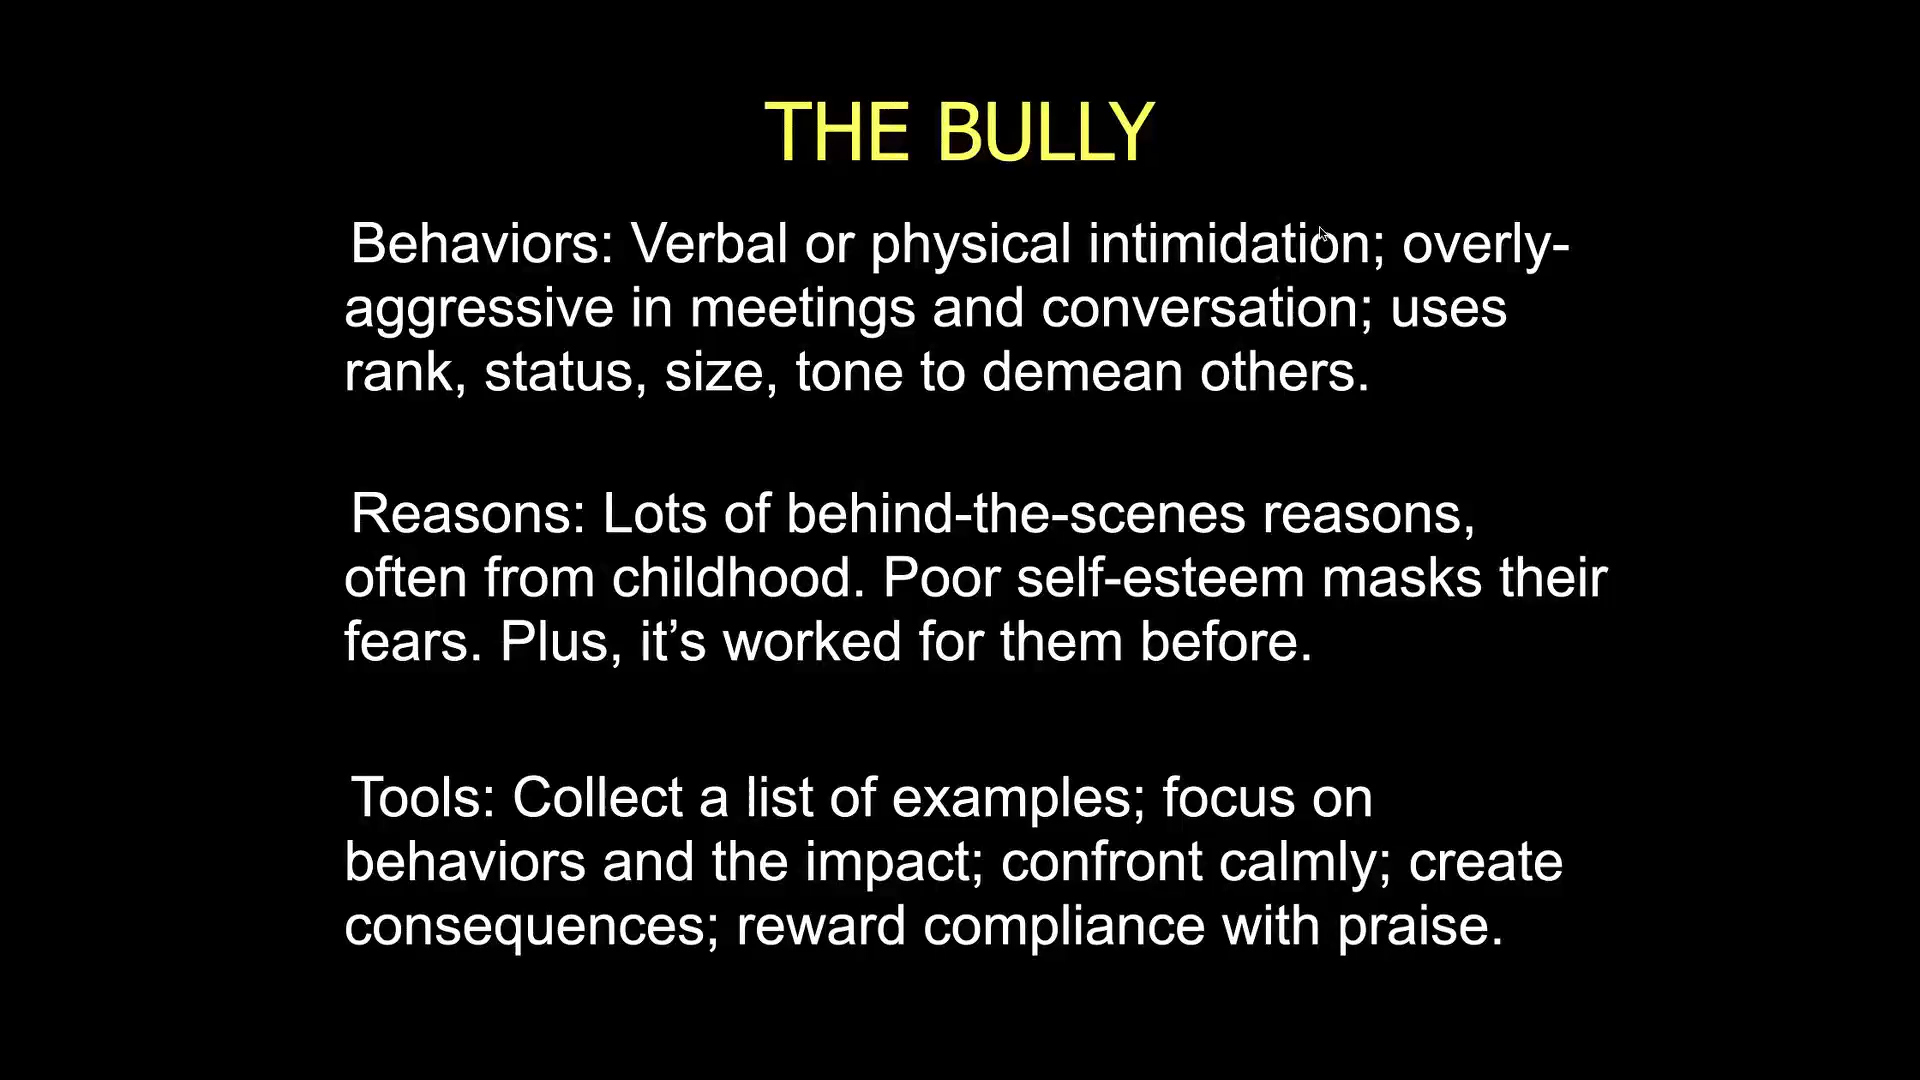 THE BULLY
Behaviors: Verbal or physical intimidation; overly-
aggressive in meetings and conversation; uses
rank, status, size, tone to demean others.
Reasons: Lots of behind-the-scenes reasons,
often from childhood. Poor self-esteem masks their
fears. Plus, it’s worked for them before.
Tools: Collect a list of examples; focus on
behaviors and the impact; confront calmly; create
consequences; reward compliance with praise.